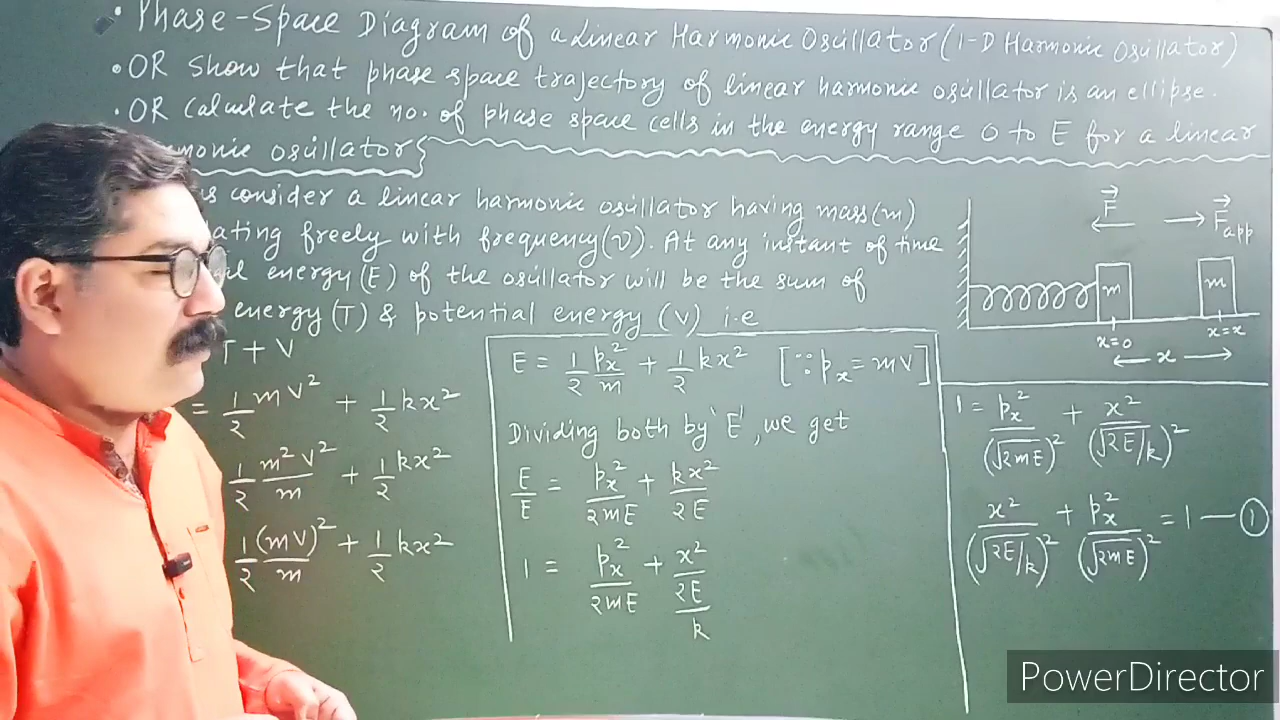 • Phase-Space Diagram of a Linear Harmonic Oscillator (1-D Harmonic Oscillator)
• OR Show that phase space trajectory of linear harmonic oscillator is an ellipse.
• OR Calculate the no. of phase space cells in the energy range 0 to E for a linear
monic oscillator
us consider a linear harmonic oscillator having mass(m)
ating freely with frequency(ν). At any instant of time
al energy(E) of the oscillator will be the sum of
energy (T) & potential energy (V) i.e
T + V
= 1/2 mv² + 1/2 kx²
1/2 m²v²/m + 1/2 kx²
1/2 (mv)²/m + 1/2 kx²
E = 1/2 pₓ²/m + 1/2 kx² [∵ pₓ = mv]
Dividing both by 'E', we get
E/E = pₓ²/2mE + kx²/2E
1 = pₓ²/2mE + x²/(2E/k)
F⃗
F⃗app
m
m
x=0
x=x
x
1 = pₓ²/(√2mE)² + x²/(√2E/k)²
x²/(√2E/k)² + pₓ²/(√2mE)² = 1 — ①
PowerDirector